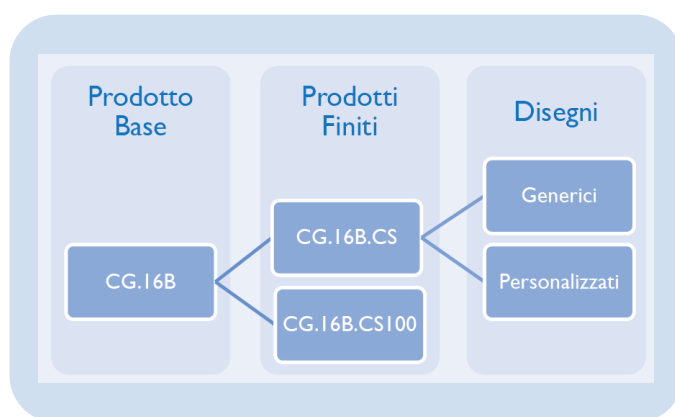 Prodotto
Base
Prodotti
Finiti
Disegni
CG.16B
CG.16B.CS
CG.16B.CS100
Generici
Personalizzati